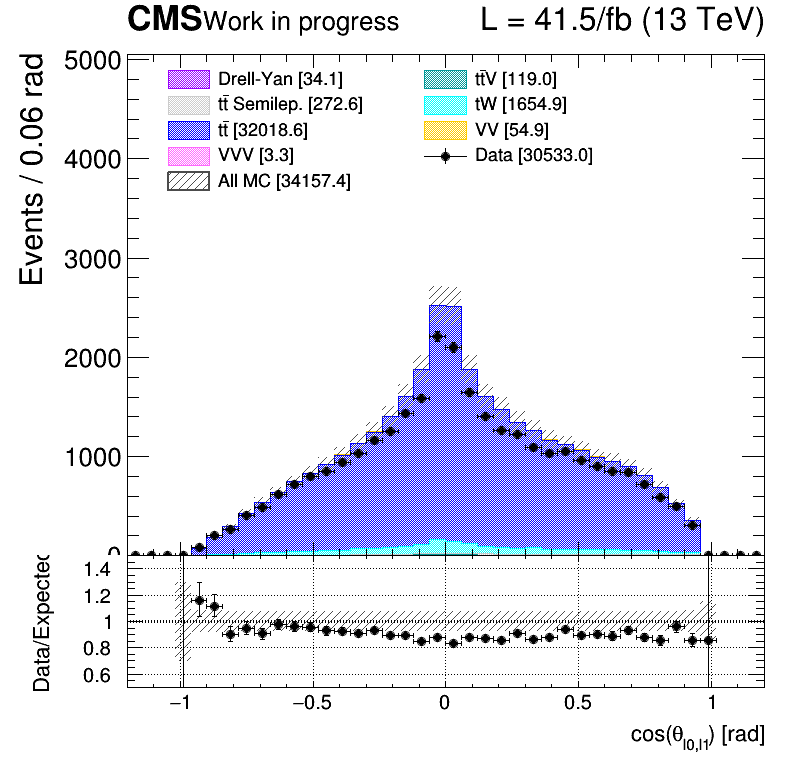 CMS Work in progress L = 41.5/fb (13 TeV)
Events / 0.06 rad
5000
4000
3000
2000
1000
0
Drell-Yan [34.1]
tt̄ Semilep. [272.6]
tt̄ [32018.6]
VVV [3.3]
All MC [34157.4]
tt̄V [119.0]
tW [1654.9]
VV [54.9]
Data [30533.0]
Data/Expected
1.4
1.2
1
0.8
0.6
−1 −0.5 0 0.5 1
cos(θl0,l1) [rad]